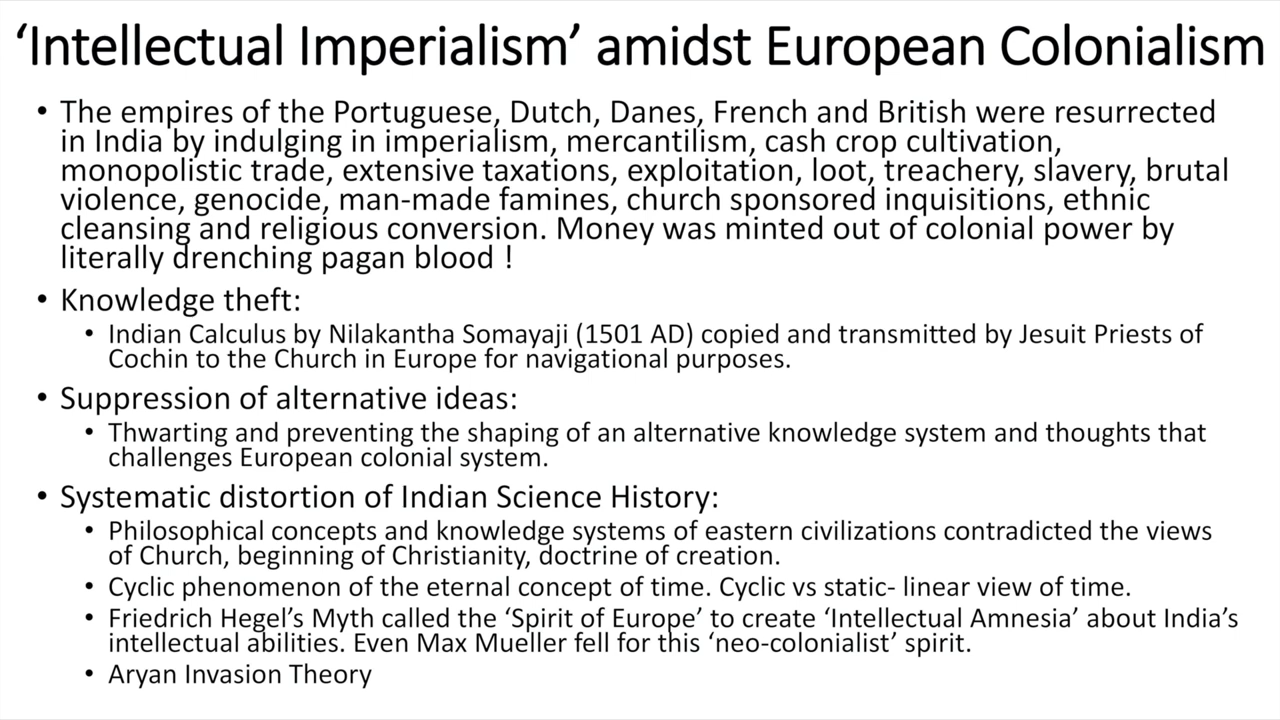 ‘Intellectual Imperialism’ amidst European Colonialism
• The empires of the Portuguese, Dutch, Danes, French and British were resurrected
in India by indulging in imperialism, mercantilism, cash crop cultivation,
monopolistic trade, extensive taxations, exploitation, loot, treachery, slavery, brutal
violence, genocide, man-made famines, church sponsored inquisitions, ethnic
cleansing and religious conversion. Money was minted out of colonial power by
literally drenching pagan blood !
• Knowledge theft:
• Indian Calculus by Nilakantha Somayaji (1501 AD) copied and transmitted by Jesuit Priests of
Cochin to the Church in Europe for navigational purposes.
• Suppression of alternative ideas:
• Thwarting and preventing the shaping of an alternative knowledge system and thoughts that
challenges European colonial system.
• Systematic distortion of Indian Science History:
• Philosophical concepts and knowledge systems of eastern civilizations contradicted the views
of Church, beginning of Christianity, doctrine of creation.
• Cyclic phenomenon of the eternal concept of time. Cyclic vs static- linear view of time.
• Friedrich Hegel’s Myth called the ‘Spirit of Europe’ to create ‘Intellectual Amnesia’ about India’s
intellectual abilities. Even Max Mueller fell for this ‘neo-colonialist’ spirit.
• Aryan Invasion Theory